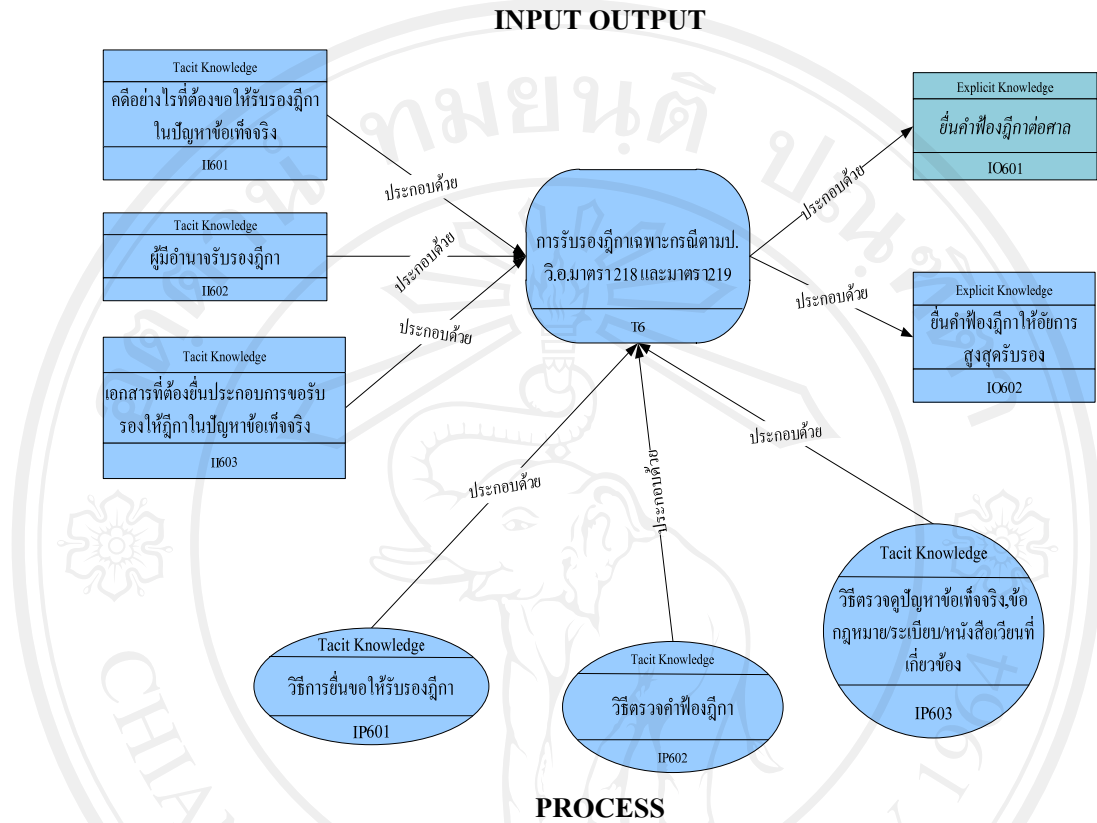 INPUT OUTPUT
Tacit Knowledge
คดีอย่างไรที่ต้องขอให้รับรองฎีกา
ในปัญหาข้อเท็จจริง
II601
Tacit Knowledge
ผู้มีอำนาจรับรองฎีกา
II602
Tacit Knowledge
เอกสารที่ต้องยื่นประกอบการขอรับ
รองให้ฎีกาในปัญหาข้อเท็จจริง
II603
ประกอบด้วย
ประกอบด้วย
ประกอบด้วย
การรับรองฎีกาเฉพาะกรณีตามป.
วิ.อ.มาตรา 218 และมาตรา219
T6
ประกอบด้วย
ประกอบด้วย
Explicit Knowledge
ยื่นคำฟ้องฎีกาต่อศาล
IO601
Explicit Knowledge
ยื่นคำฟ้องฎีกาให้อัยการ
สูงสุดรับรอง
IO602
ประกอบด้วย
ประกอบด้วย
ประกอบด้วย
Tacit Knowledge
วิธีการยื่นขอให้รับรองฎีกา
IP601
Tacit Knowledge
วิธีตรวจคำฟ้องฎีกา
IP602
Tacit Knowledge
วิธีตรวจดูปัญหาข้อเท็จจริง,ข้อ
กฎหมาย/ระเบียบ/หนังสือเวียนที่
เกี่ยวข้อง
IP603
PROCESS
อตฺตานํ ทมยนฺติ ปณฺฑิตา
CHIA
1964